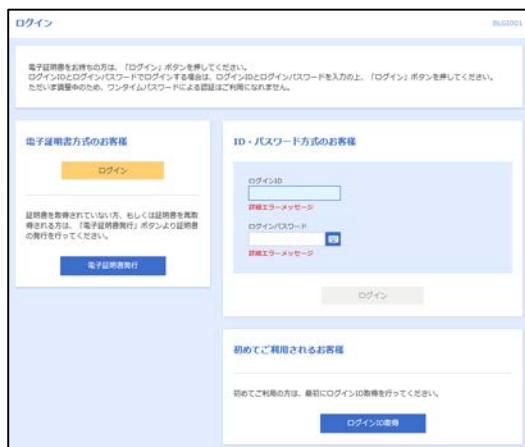 ログイン
BLGI001
電子証明書をお持ちの方は、「ログイン」ボタンを押してください。
ログインIDとログインパスワードでログインする場合は、ログインIDとログインパスワードを入力の上、「ログイン」ボタンを押してください。
ただいま調整中のため、ワンタイムパスワードによる認証はご利用になれません。
電子証明書方式のお客様
ログイン
証明書を取得されていない方、もしくは証明書を再取
得される方は、「電子証明書発行」ボタンより証明書
の発行を行ってください。
電子証明書発行
ID・パスワード方式のお客様
ログインID
詳細エラーメッセージ
ログインパスワード
詳細エラーメッセージ
ログイン
初めてご利用されるお客様
初めてご利用の方は、最初にログインID取得を行ってください。
ログインID取得